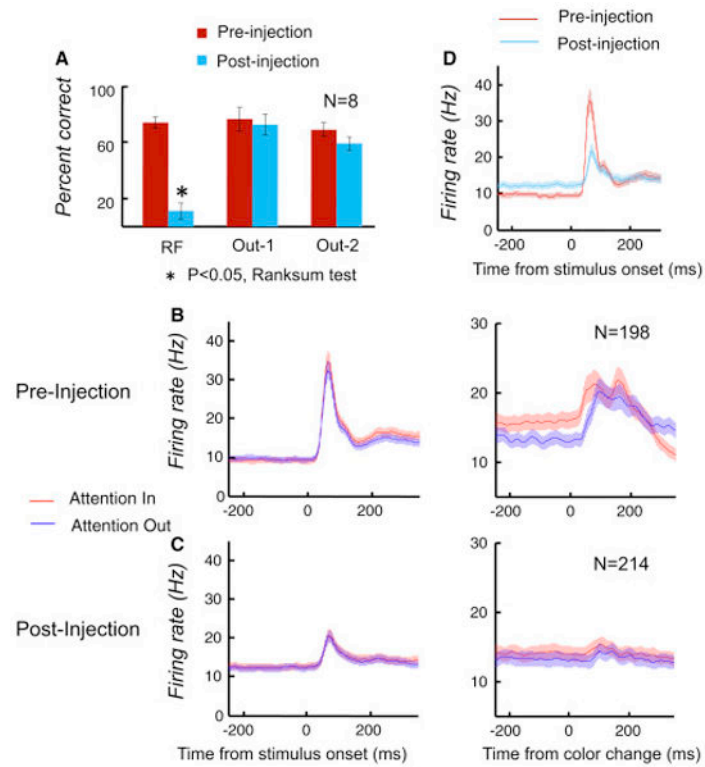 Pre-injection
Post-injection
A
Percent correct
100
60
20
N=8
*
RF Out-1 Out-2
* P<0.05, Ranksum test
Pre-injection
Post-injection
D
Firing rate (Hz)
40
30
20
10
0
-200 0 200
Time from stimulus onset (ms)
Pre-Injection
B
Firing rate (Hz)
40
30
20
10
0
-200 0 200
30
20
10
N=198
-200 0 200
Attention In
Attention Out
Post-Injection
C
Firing rate (Hz)
40
30
20
10
0
-200 0 200
Time from stimulus onset (ms)
30
20
10
N=214
-200 0 200
Time from color change (ms)